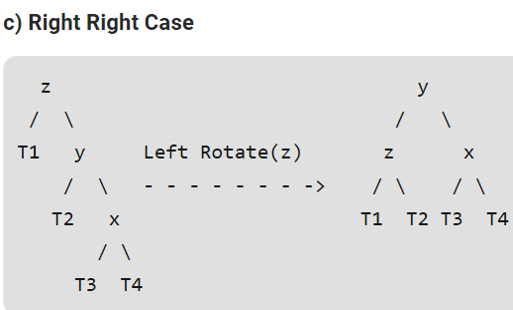 c) Right Right Case
z y
/ \ / \
T1 y Left Rotate(z) z x
/ \ - - - - - - - -> / \ / \
T2 x T1 T2 T3 T4
/ \
T3 T4